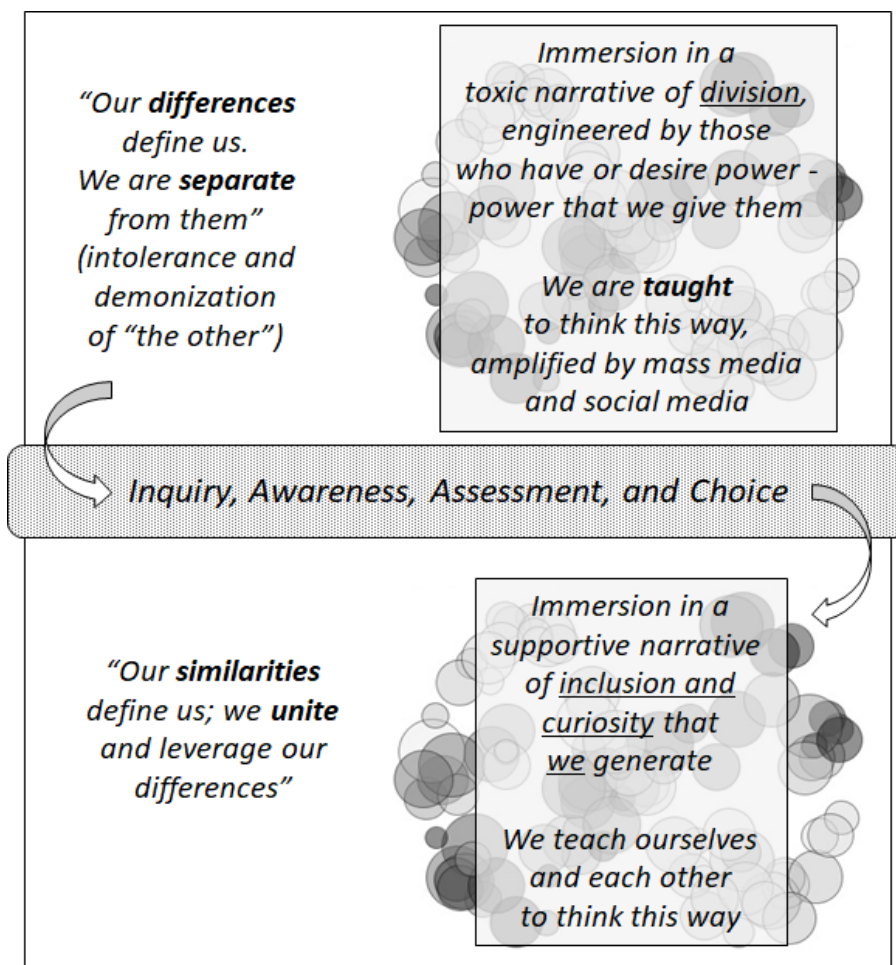 “Our differences
define us.
We are separate
from them”
(intolerance and
demonization
of “the other”)
Immersion in a
toxic narrative of division,
engineered by those
who have or desire power -
power that we give them
We are taught
to think this way,
amplified by mass media
and social media
Inquiry, Awareness, Assessment, and Choice
“Our similarities
define us; we unite
and leverage our
differences”
Immersion in a
supportive narrative
of inclusion and
curiosity that
we generate
We teach ourselves
and each other
to think this way